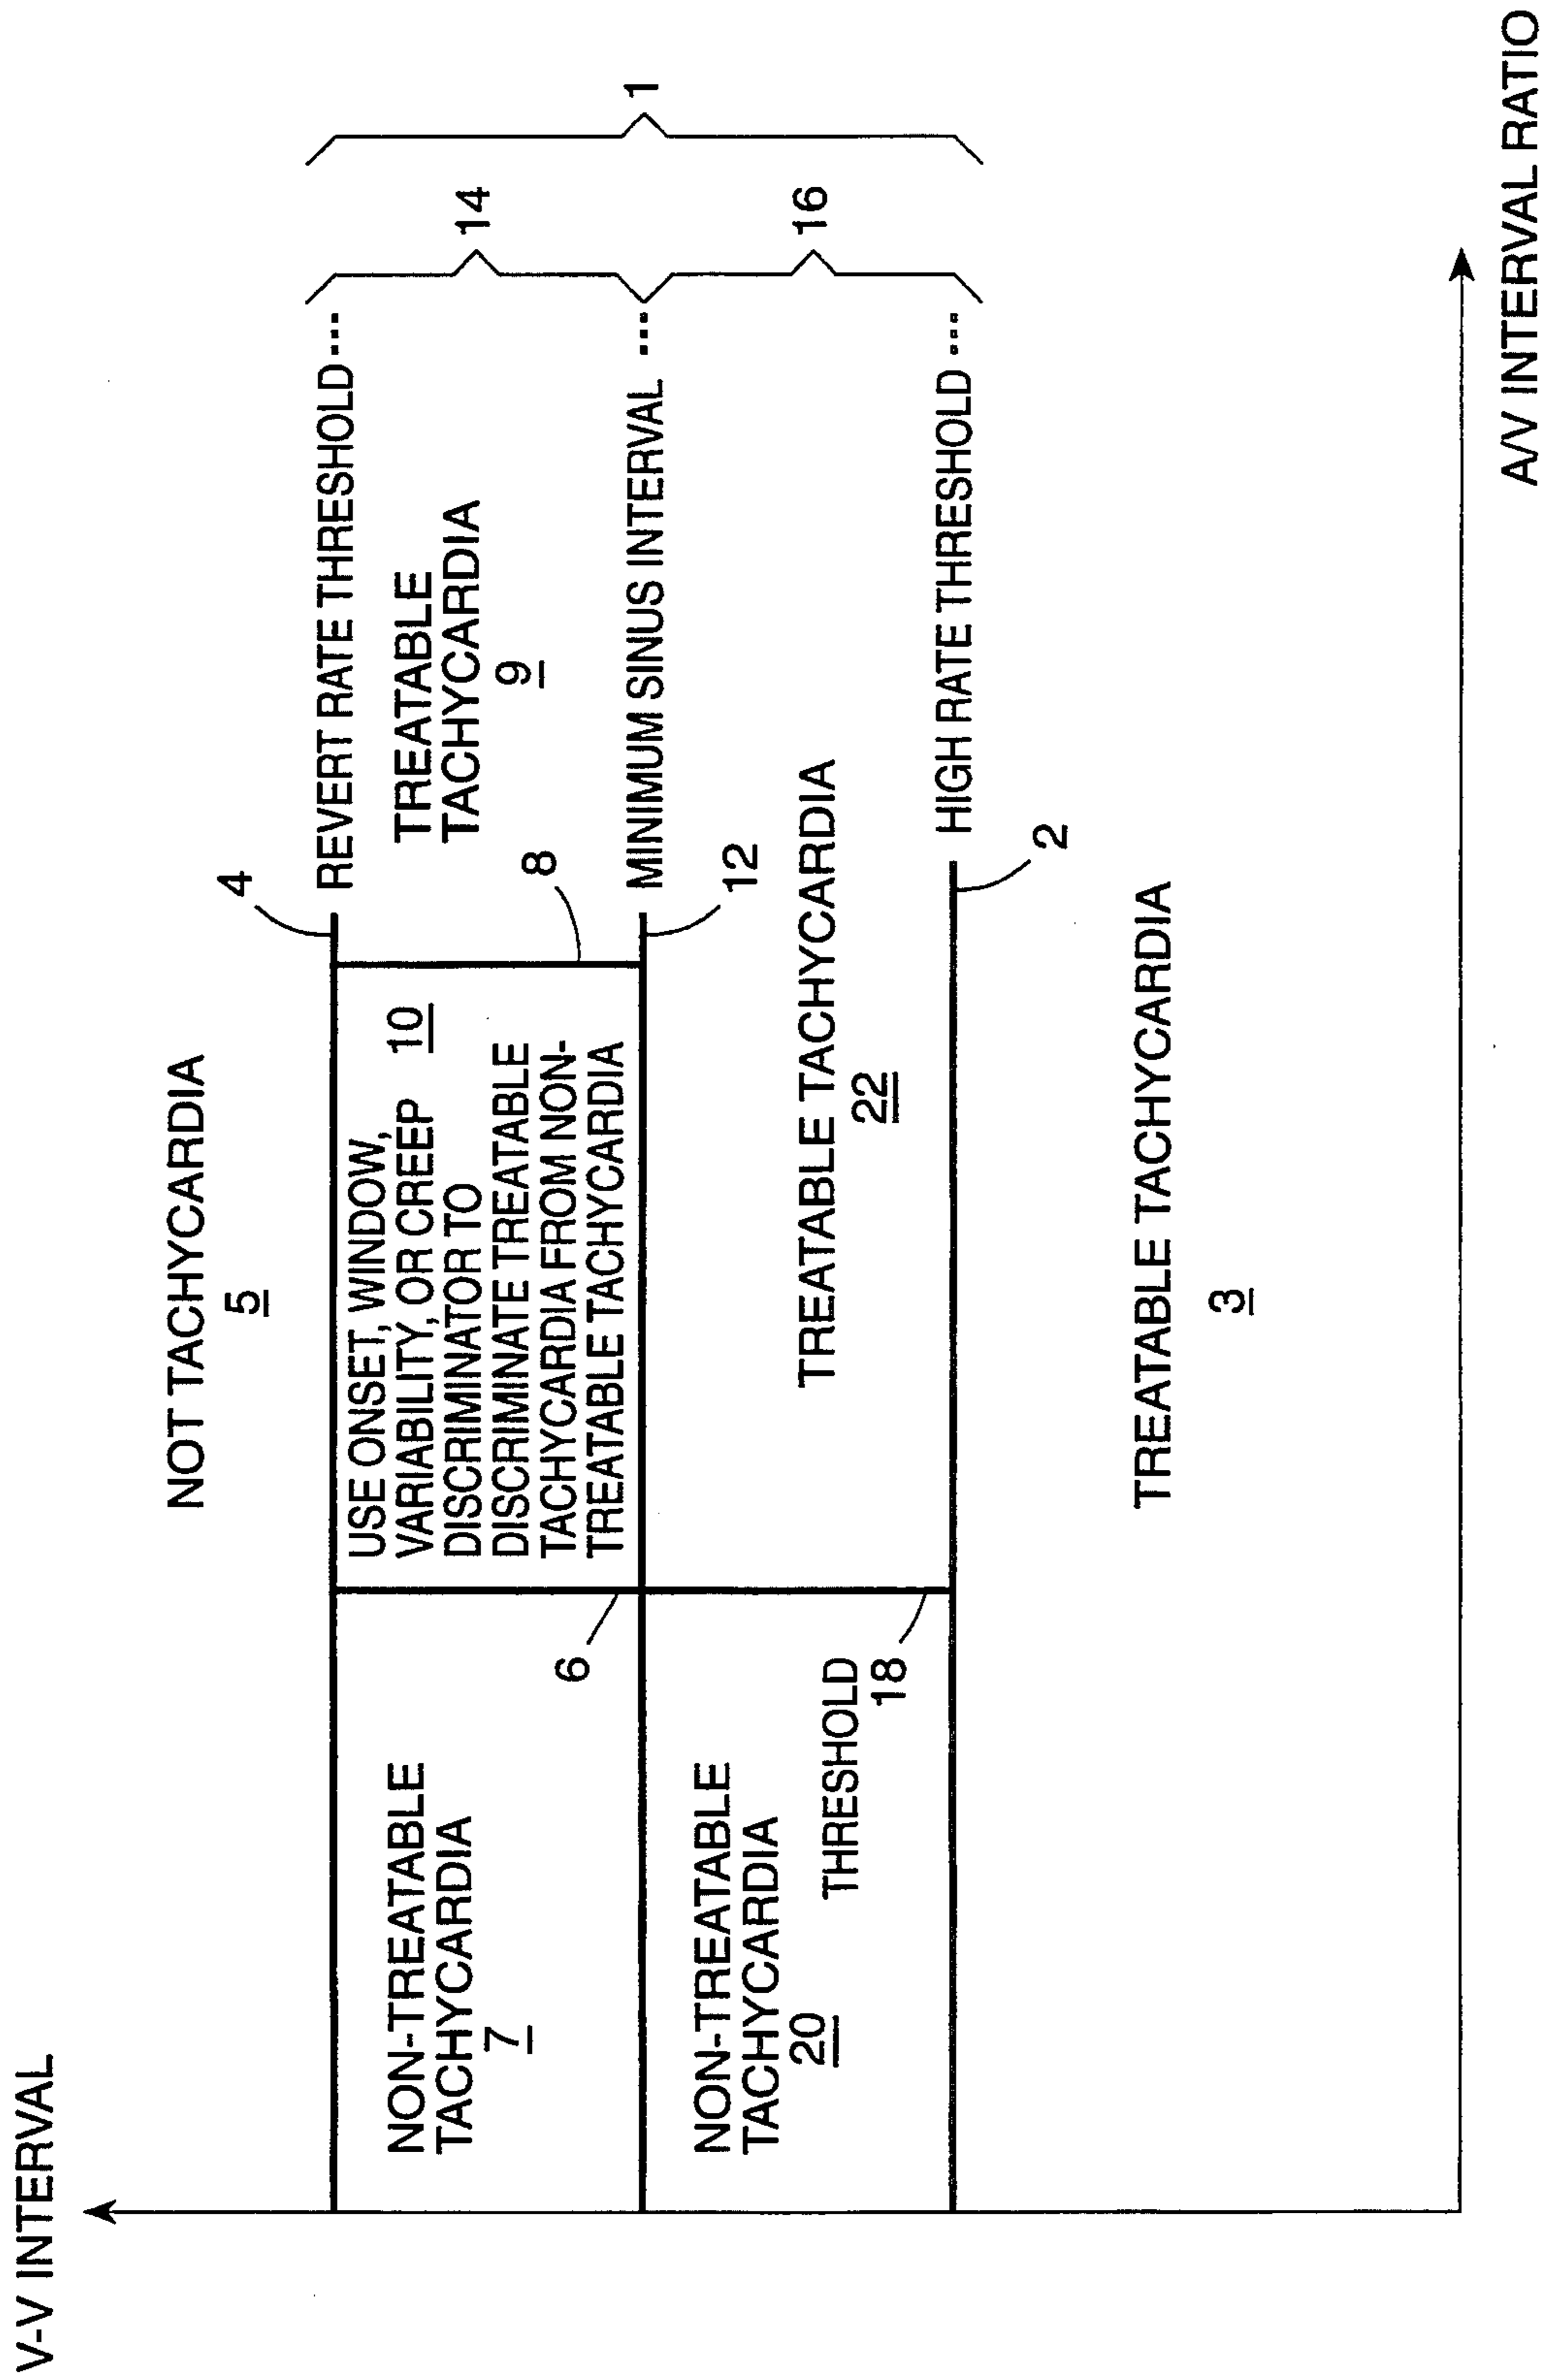 V-V INTERVAL
NOT TACHYCARDIA
5
4
REVERT RATE THRESHOLD
NON-TREATABLE
TACHYCARDIA
7
6
USE ONSET, WINDOW,
VARIABILITY, OR CREEP
DISCRIMINATOR TO
DISCRIMINATE TREATABLE
TACHYCARDIA FROM NON-
TREATABLE TACHYCARDIA
10
8
TREATABLE
TACHYCARDIA
9
14
1
MINIMUM SINUS INTERVAL
12
NON-TREATABLE
TACHYCARDIA
20
THRESHOLD
18
TREATABLE TACHYCARDIA
22
16
HIGH RATE THRESHOLD
2
TREATABLE TACHYCARDIA
3
A/V INTERVAL RATIO